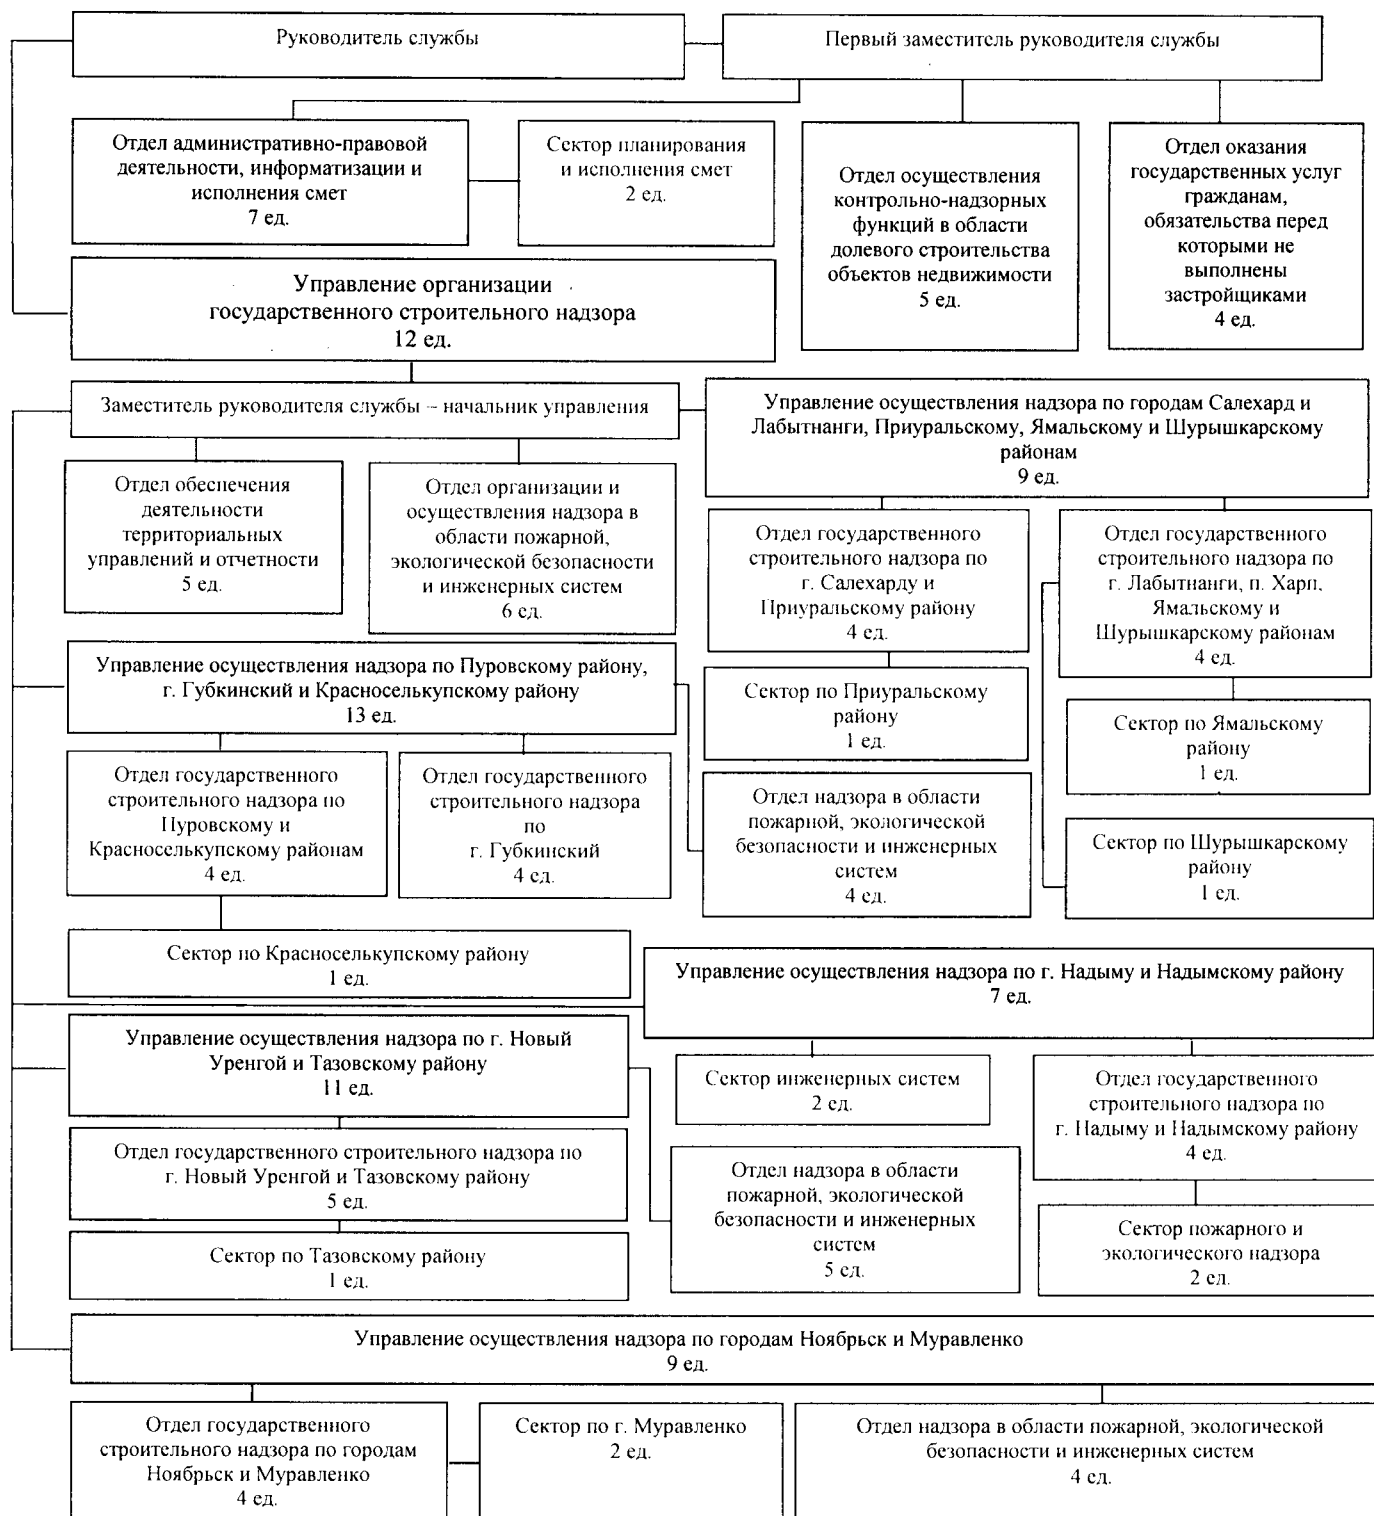 Руководитель службы
Первый заместитель руководителя службы
Отдел административно-правовой
деятельности, информатизации и
исполнения смет
7 ед.
Сектор планирования
и исполнения смет
2 ед.
Отдел осуществления
контрольно-надзорных
функций в области
долевого строительства
объектов недвижимости
5 ед.
Отдел оказания
государственных услуг
гражданам,
обязательства перед
которыми не
выполнены
застройщиками
4 ед.
Управление организации
государственного строительного надзора
12 ед.
Заместитель руководителя службы – начальник управления
Управление осуществления надзора по городам Салехард и
Лабытнанги, Приуральскому, Ямальскому и Шурышкарскому
районам
9 ед.
Отдел обеспечения
деятельности
территориальных
управлений и отчетности
5 ед.
Отдел организации и
осуществления надзора в
области пожарной,
экологической безопасности
и инженерных систем
6 ед.
Отдел государственного
строительного надзора по
г. Салехарду и
Приуральскому району
4 ед.
Отдел государственного
строительного надзора по
г. Лабытнанги, п. Харп,
Ямальскому и
Шурышкарскому районам
4 ед.
Управление осуществления надзора по Пуровскому району,
г. Губкинский и Красноселькупскому району
13 ед.
Сектор по Приуральскому
району
1 ед.
Сектор по Ямальскому
району
1 ед.
Отдел государственного
строительного надзора по
Пуровскому и
Красноселькупскому районам
4 ед.
Отдел государственного
строительного надзора
по
г. Губкинский
4 ед.
Отдел надзора в области
пожарной, экологической
безопасности и инженерных
систем
4 ед.
Сектор по Шурышкарскому
району
1 ед.
Сектор по Красноселькупскому району
1 ед.
Управление осуществления надзора по г. Надыму и Надымскому району
7 ед.
Управление осуществления надзора по г. Новый
Уренгой и Тазовскому району
11 ед.
Сектор инженерных систем
2 ед.
Отдел государственного
строительного надзора по
г. Надыму и Надымскому району
4 ед.
Отдел государственного строительного надзора по
г. Новый Уренгой и Тазовскому району
5 ед.
Отдел надзора в области
пожарной, экологической
безопасности и инженерных
систем
5 ед.
Сектор пожарного и
экологического надзора
2 ед.
Сектор по Тазовскому району
1 ед.
Управление осуществления надзора по городам Ноябрьск и Муравленко
9 ед.
Отдел государственного
строительного надзора по городам
Ноябрьск и Муравленко
4 ед.
Сектор по г. Муравленко
2 ед.
Отдел надзора в области пожарной, экологической
безопасности и инженерных систем
4 ед.